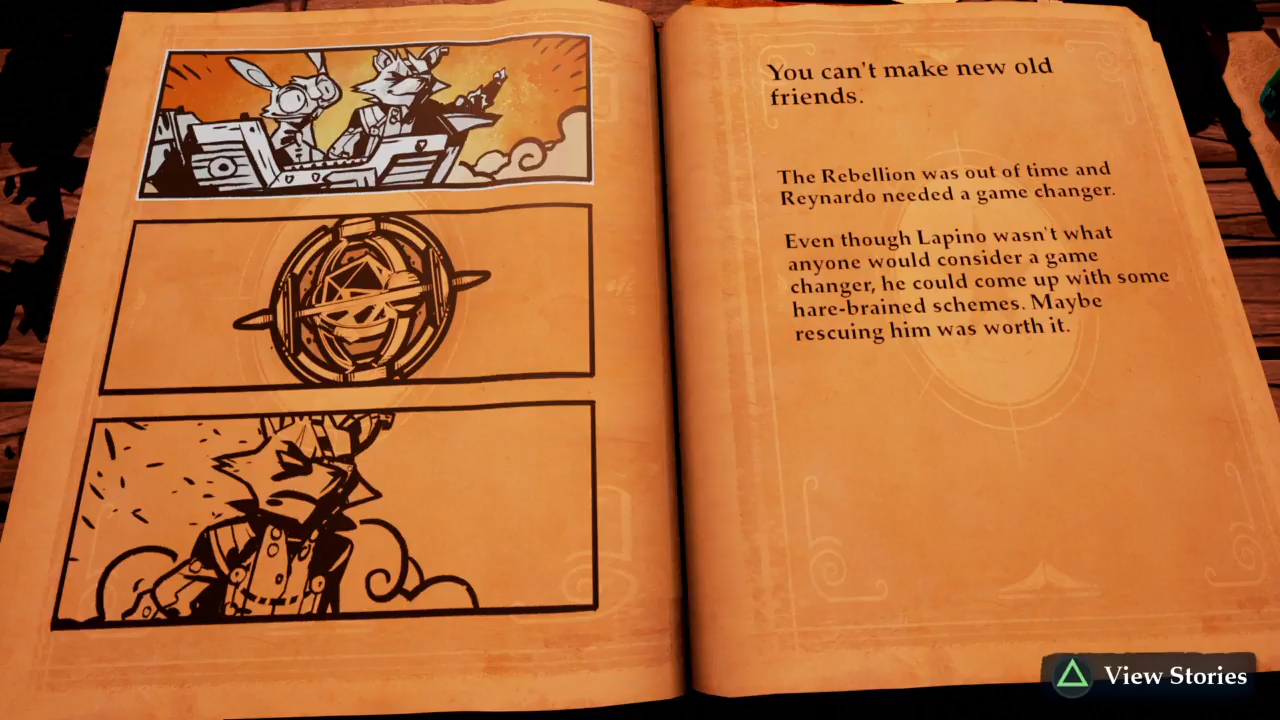 You can't make new old
friends.
The Rebellion was out of time and
Reynardo needed a game changer.
Even though Lapino wasn't what
anyone would consider a game
changer, he could come up with some
hare-brained schemes. Maybe
rescuing him was worth it.
View Stories